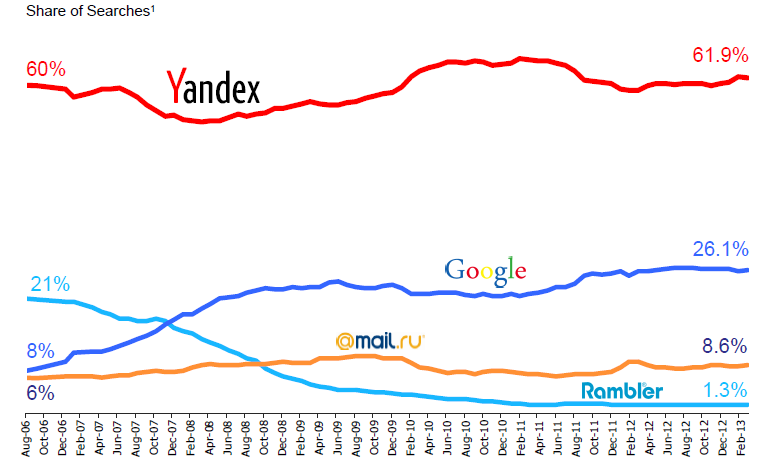 Share of Searches¹
60%
Yandex
61.9%
Google
26.1%
21%
@mail.ru®
8.6%
8%
6%
Rambler
1.3%
Aug-06 Oct-06 Dec-06 Feb-07 Apr-07 Jun-07 Aug-07 Oct-07 Dec-07 Feb-08 Apr-08 Jun-08 Aug-08 Oct-08 Dec-08 Feb-09 Apr-09 Jun-09 Aug-09 Oct-09 Dec-09 Feb-10 Apr-10 Jun-10 Aug-10 Oct-10 Dec-10 Feb-11 Apr-11 Jun-11 Aug-11 Oct-11 Dec-11 Feb-12 Apr-12 Jun-12 Aug-12 Oct-12 Dec-12 Feb-13